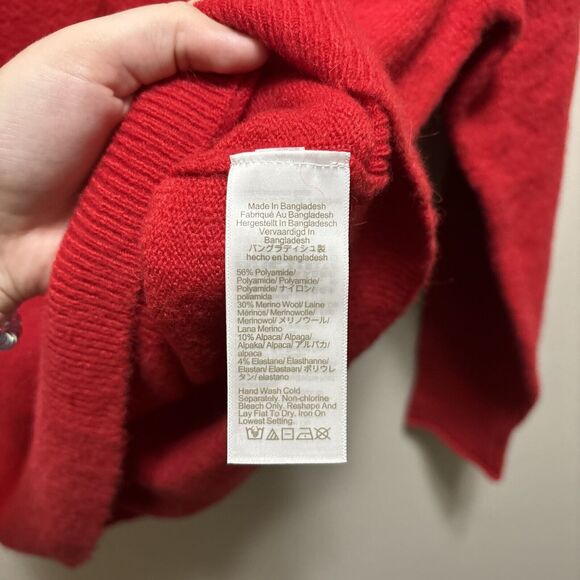 Made In Bangladesh
Fabriqué Au Bangladesh
Hergestellt In Bangladesch
Vervaardigd In
Bangladesh
バングラディシュ製
hecho en bangladesh
56% Polyamide/
Polyamide/ Polyamide/
Polyamide/ ナイロン/
poliamida
30% Merino Wool/ Laine
Mérinos/ Merinowolle/
Merinowol/ メリノウール/
Lana Merino
10% Alpaca/ Alpaga/
Alpaka/ Alpaca/ アルパカ/
alpaca
4% Elastane/ Élasthanne/
Elastan/ Elastaan/ ポリウレ
タン/ elastano
Hand Wash Cold
Separately. Non-chlorine
Bleach Only. Reshape And
Lay Flat To Dry. Iron On
Lowest Setting.